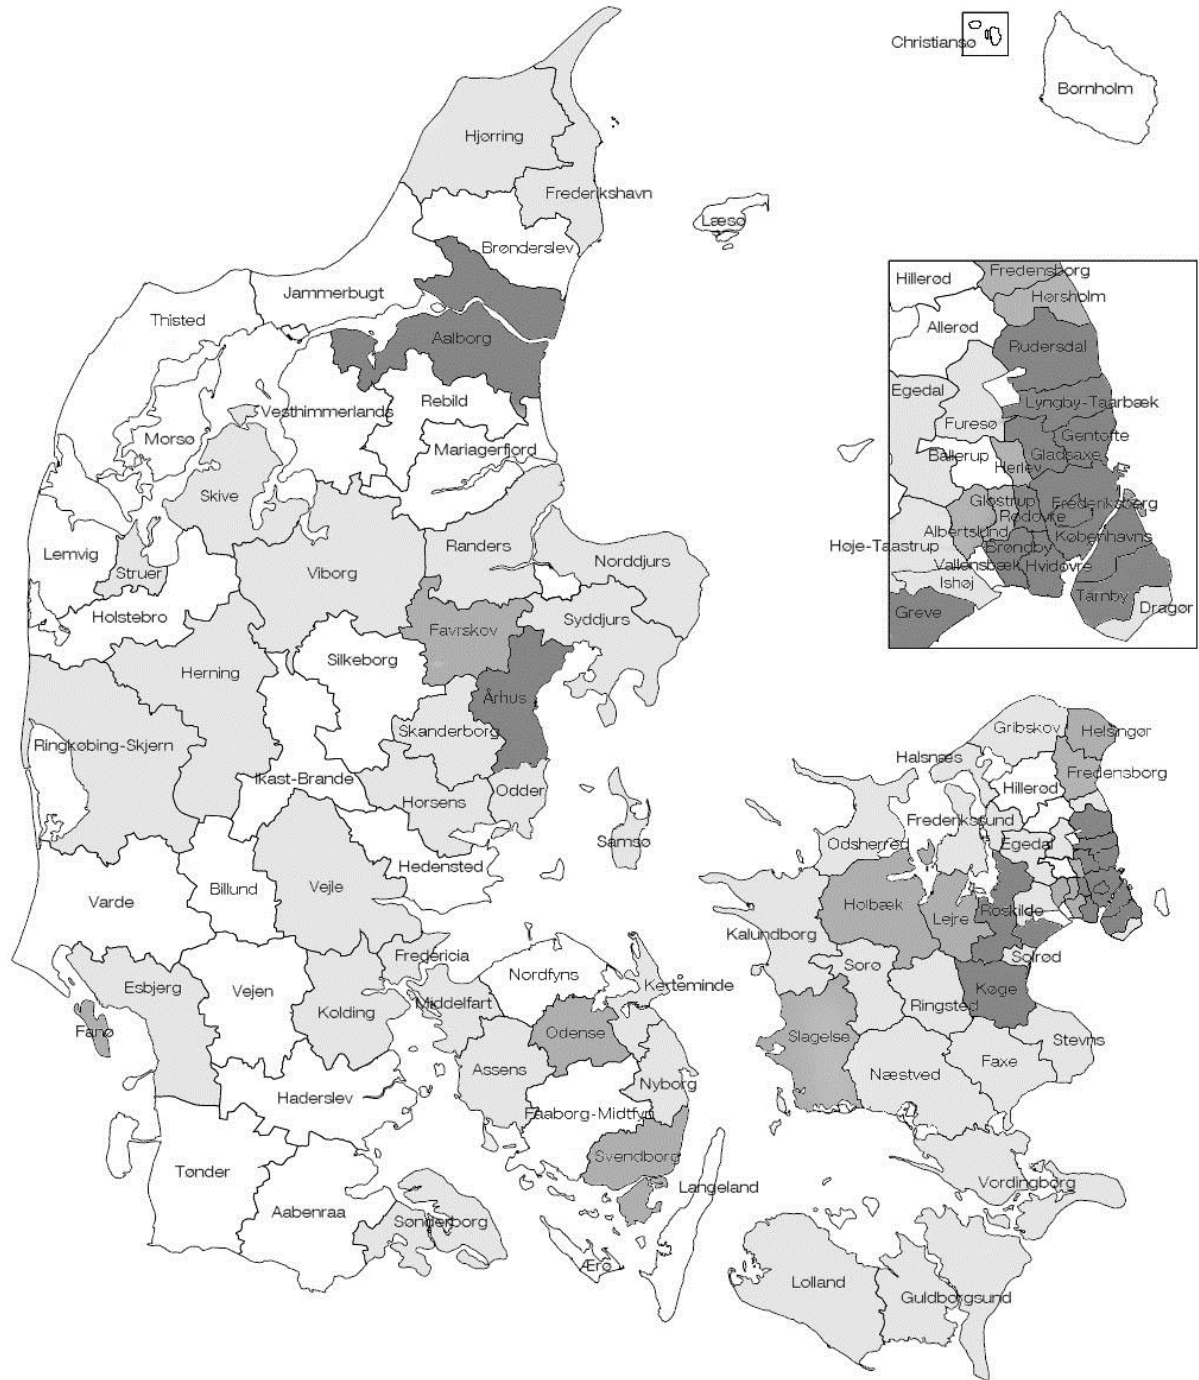 Christiansø
Bornholm
Hjørring
Frederikshavn
Læsø
Brønderslev
Jammerbugt
Thisted
Aalborg
Vesthimmerlands
Rebild
Morsø
Mariagerfjord
Skive
Randers
Norddjurs
Lemvig
Struer
Viborg
Holstebro
Favrskov
Syddjurs
Silkeborg
Herning
Århus
Skanderborg
Ringkøbing-Skjern
Ikast-Brande
Horsens
Odder
Samsø
Hedensted
Billund
Vejle
Varde
Fredericia
Esbjerg
Vejen
Kolding
Middelfart
Nordfyns
Kerteminde
Fanø
Odense
Assens
Nyborg
Haderslev
Faaborg-Midtfyn
Svendborg
Tønder
Langeland
Aabenraa
Sønderborg
Ærø
Hillerød
Fredensborg
Hørsholm
Allerød
Rudersdal
Egedal
Lyngby-Taarbæk
Furesø
Gentofte
Gladsaxe
Ballerup
Herlev
Glostrup
Frederiksberg
Rødovre
Albertslund
Københavns
Høje-Taastrup
Brøndby
Vallensbæk
Hvidovre
Ishøj
Tårnby
Greve
Dragør
Gribskov
Helsingør
Halsnæs
Fredensborg
Hillerød
Frederikssund
Odsherred
Egedal
Holbæk
Lejre
Roskilde
Kalundborg
Solrød
Sorø
Køge
Ringsted
Slagelse
Stevns
Faxe
Næstved
Vordingborg
Lolland
Guldborgsund